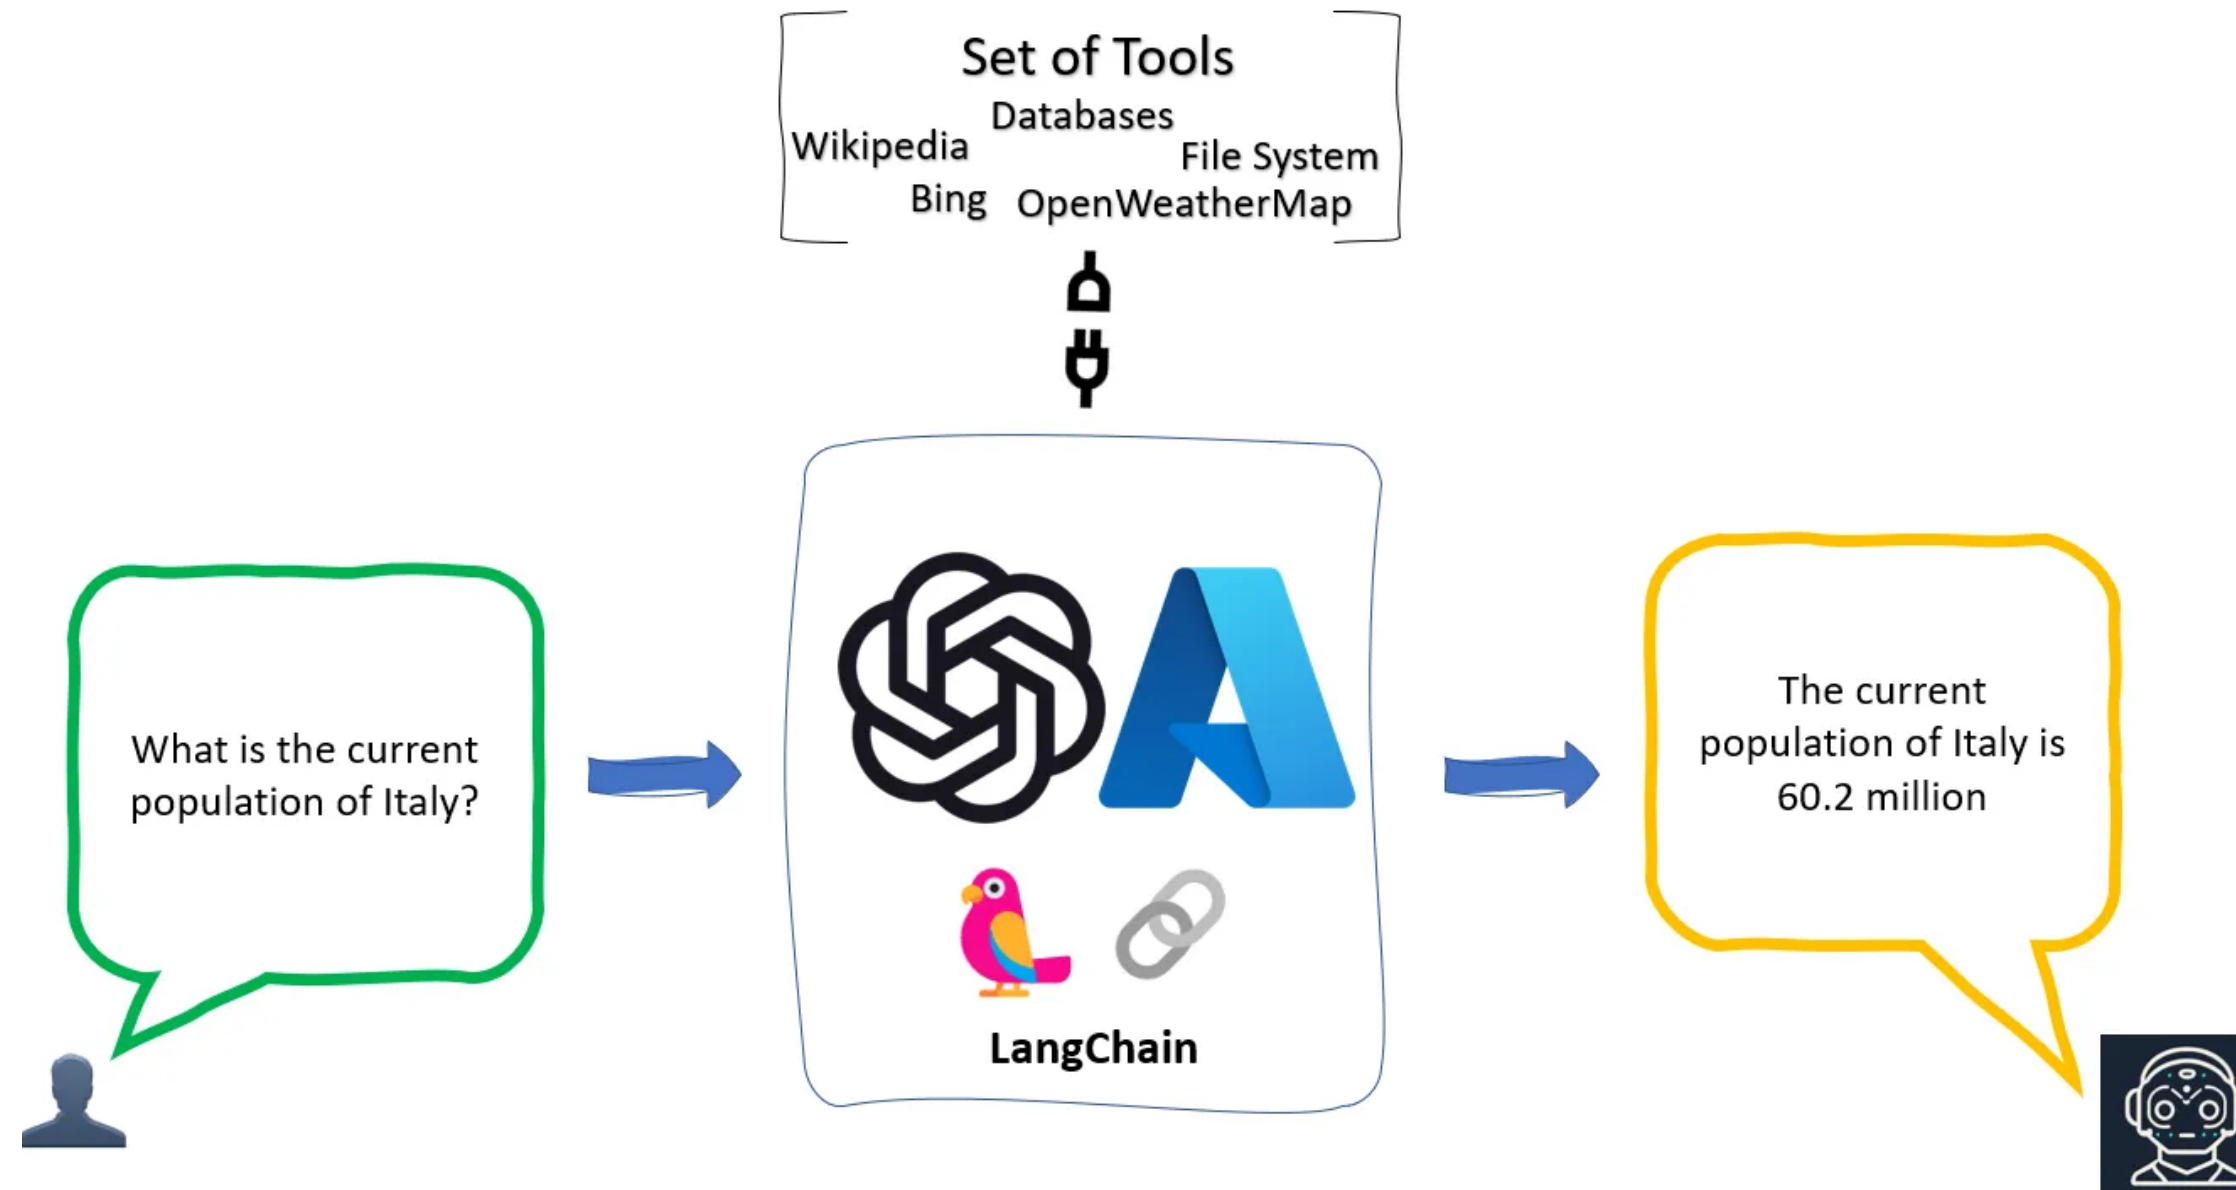 Set of Tools
Databases
Wikipedia
File System
Bing
OpenWeatherMap
What is the current
population of Italy?
The current
population of Italy is
60.2 million
LangChain